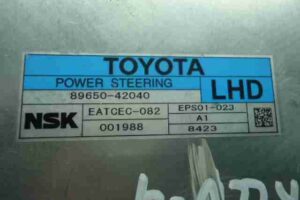 TOYOTA
POWER STEERING
89650-42040
LHD
NSK
EATCEC-082
EPS01-023
001988
A1
8423